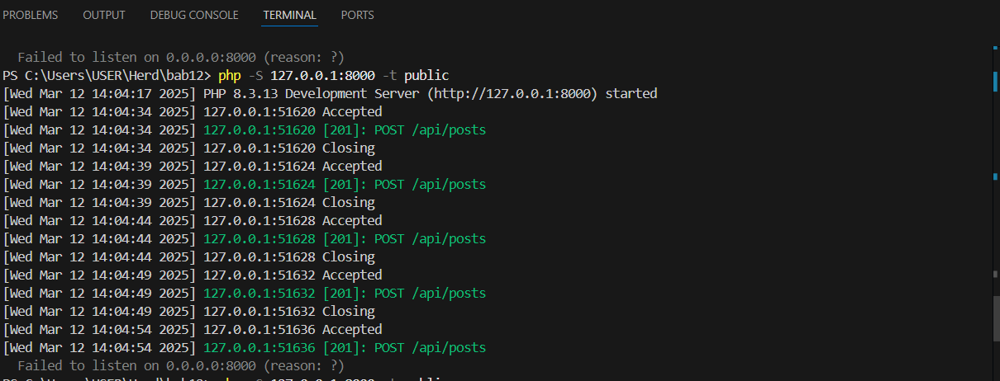 PROBLEMS OUTPUT DEBUG CONSOLE TERMINAL PORTS
Failed to listen on 0.0.0.0:8000 (reason: ?)
PS C:\Users\USER\Herd\bab12> php -S 127.0.0.1:8000 -t public
[Wed Mar 12 14:04:17 2025] PHP 8.3.13 Development Server (http://127.0.0.1:8000) started
[Wed Mar 12 14:04:34 2025] 127.0.0.1:51620 Accepted
[Wed Mar 12 14:04:34 2025] 127.0.0.1:51620 [201]: POST /api/posts
[Wed Mar 12 14:04:34 2025] 127.0.0.1:51620 Closing
[Wed Mar 12 14:04:39 2025] 127.0.0.1:51624 Accepted
[Wed Mar 12 14:04:39 2025] 127.0.0.1:51624 [201]: POST /api/posts
[Wed Mar 12 14:04:39 2025] 127.0.0.1:51624 Closing
[Wed Mar 12 14:04:44 2025] 127.0.0.1:51628 Accepted
[Wed Mar 12 14:04:44 2025] 127.0.0.1:51628 [201]: POST /api/posts
[Wed Mar 12 14:04:44 2025] 127.0.0.1:51628 Closing
[Wed Mar 12 14:04:49 2025] 127.0.0.1:51632 Accepted
[Wed Mar 12 14:04:49 2025] 127.0.0.1:51632 [201]: POST /api/posts
[Wed Mar 12 14:04:49 2025] 127.0.0.1:51632 Closing
[Wed Mar 12 14:04:54 2025] 127.0.0.1:51636 Accepted
[Wed Mar 12 14:04:54 2025] 127.0.0.1:51636 [201]: POST /api/posts
Failed to listen on 0.0.0.0:8000 (reason: ?)